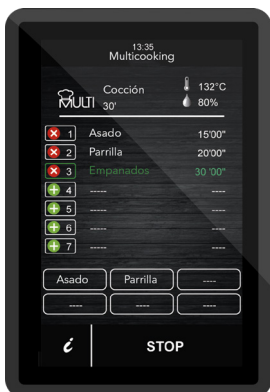 13:35
Multicooking
MULTI Cocción 132°C
30' 80%
1 Asado 15'00"
2 Parrilla 20'00"
3 Empanados 30 '00"
4 ----- ----
5 ----- ----
6 ----- ----
7 ----- ----
Asado Parrilla ----
---- ---- ----
i STOP